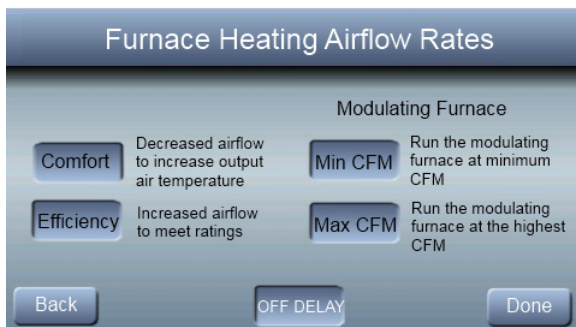 Furnace Heating Airflow Rates
Modulating Furnace
Comfort
Decreased airflow
to increase output
air temperature
Min CFM
Run the modulating
furnace at minimum
CFM
Efficiency
Increased airflow
to meet ratings
Max CFM
Run the modulating
furnace at the highest
CFM
Back
OFF DELAY
Done